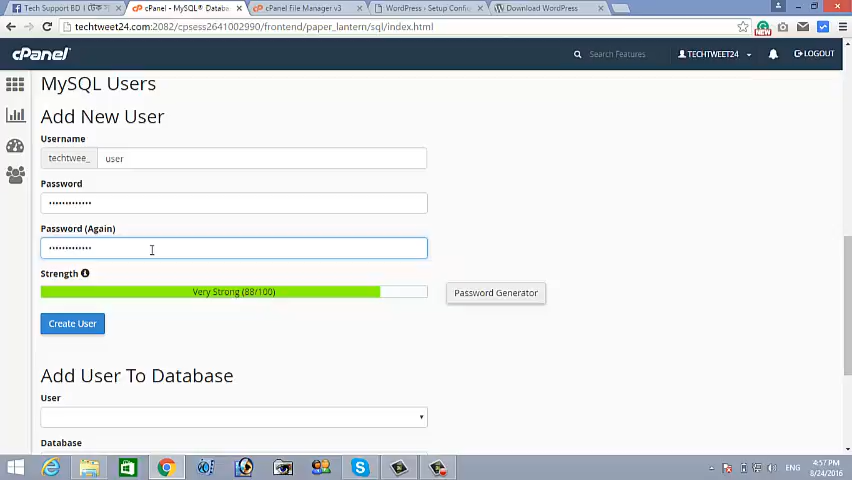 Tech Support BD | টেক
cPanel - MySQL® Databa
cPanel File Manager v3
WordPress › Setup Config
Download WordPress
techtweet24.com:2082/cpsess2641002990/frontend/paper_lantern/sql/index.html
cPanel
Search Features
TECHTWEET24
LOGOUT
MySQL Users
Add New User
Username
techtwee_ user
Password
•••••••••••••
Password (Again)
•••••••••••••
Strength
Very Strong (88/100)
Password Generator
Create User
Add User To Database
User
Database
ENG
4:57 PM
8/24/2016